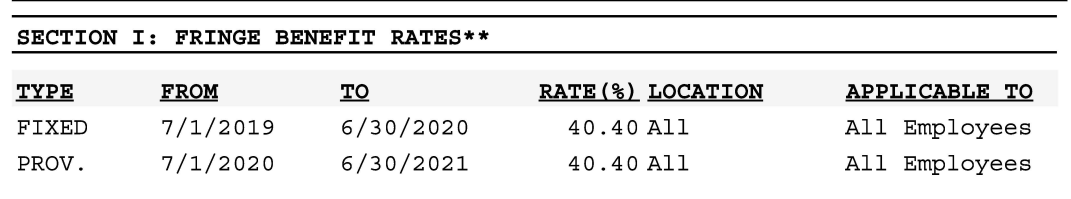 SECTION I: FRINGE BENEFIT RATES**
TYPE FROM TO RATE(%) LOCATION APPLICABLE TO
FIXED 7/1/2019 6/30/2020 40.40 All All Employees
PROV. 7/1/2020 6/30/2021 40.40 All All Employees